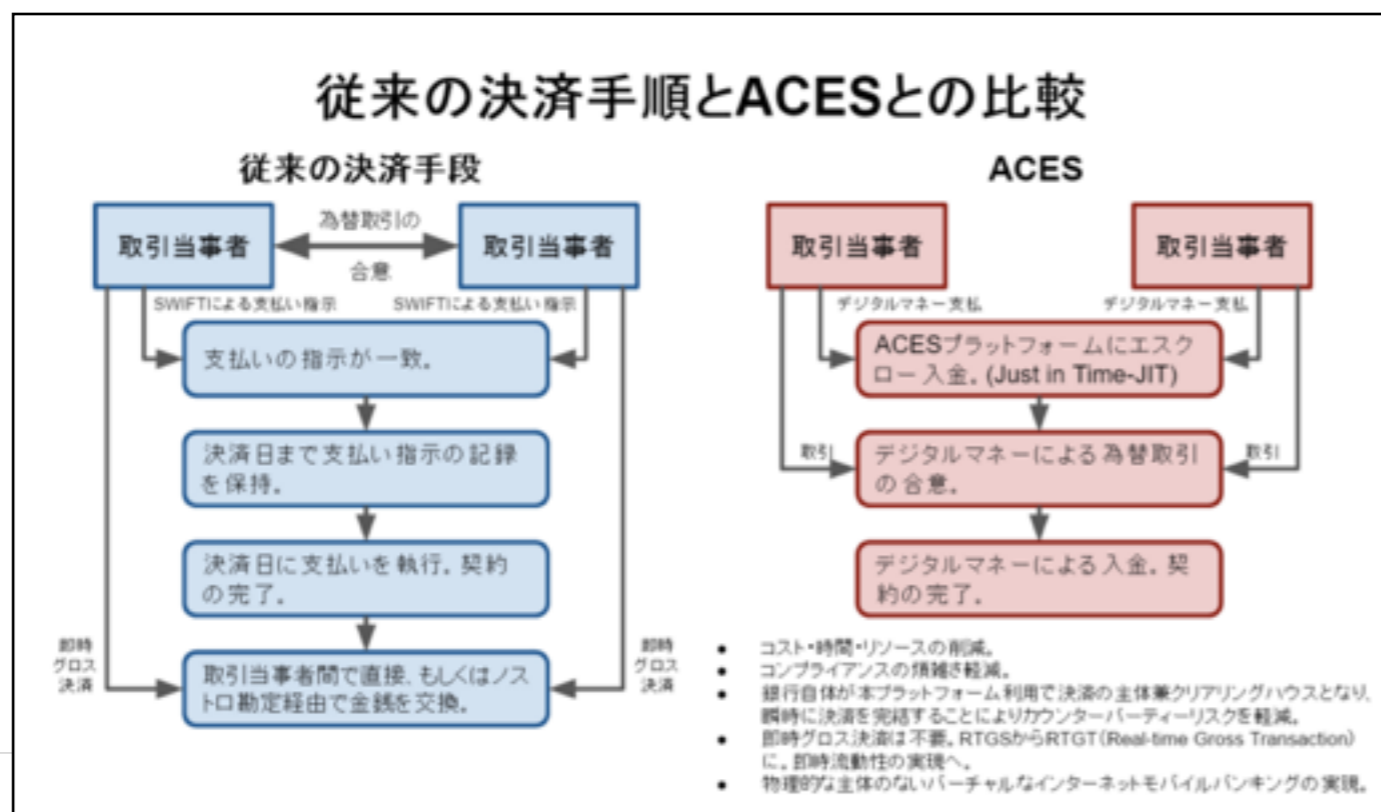 従来の決済手順とACESとの比較
従来の決済手段
取引当事者
為替取引の
合意
取引当事者
SWIFTによる支払い指示
SWIFTによる支払い指示
支払いの指示が一致。
決済日まで支払い指示の記録
を保持。
決済日に支払いを執行。契約
の完了。
即時
グロス
決済
即時
グロス
決済
取引当事者間で直接、もしくはノス
トロ勘定経由で金銭を交換。
ACES
取引当事者
取引当事者
デジタルマネー支払
デジタルマネー支払
ACESプラットフォームにエスク
ロー入金。(Just in Time-JIT)
取引
取引
デジタルマネーによる為替取引
の合意。
デジタルマネーによる入金。契
約の完了。
• コスト・時間・リソースの削減。
• コンプライアンスの煩雑さ軽減。
• 銀行自体が本プラットフォーム利用で決済の主体兼クリアリングハウスとなり、
瞬時に決済を完結することによりカウンターパーティーリスクを軽減。
• 即時グロス決済は不要。RTGSからRTGT（Real-time Gross Transaction）
に。即時流動性の実現へ。
• 物理的な主体のないバーチャルなインターネットモバイルバンキングの実現。